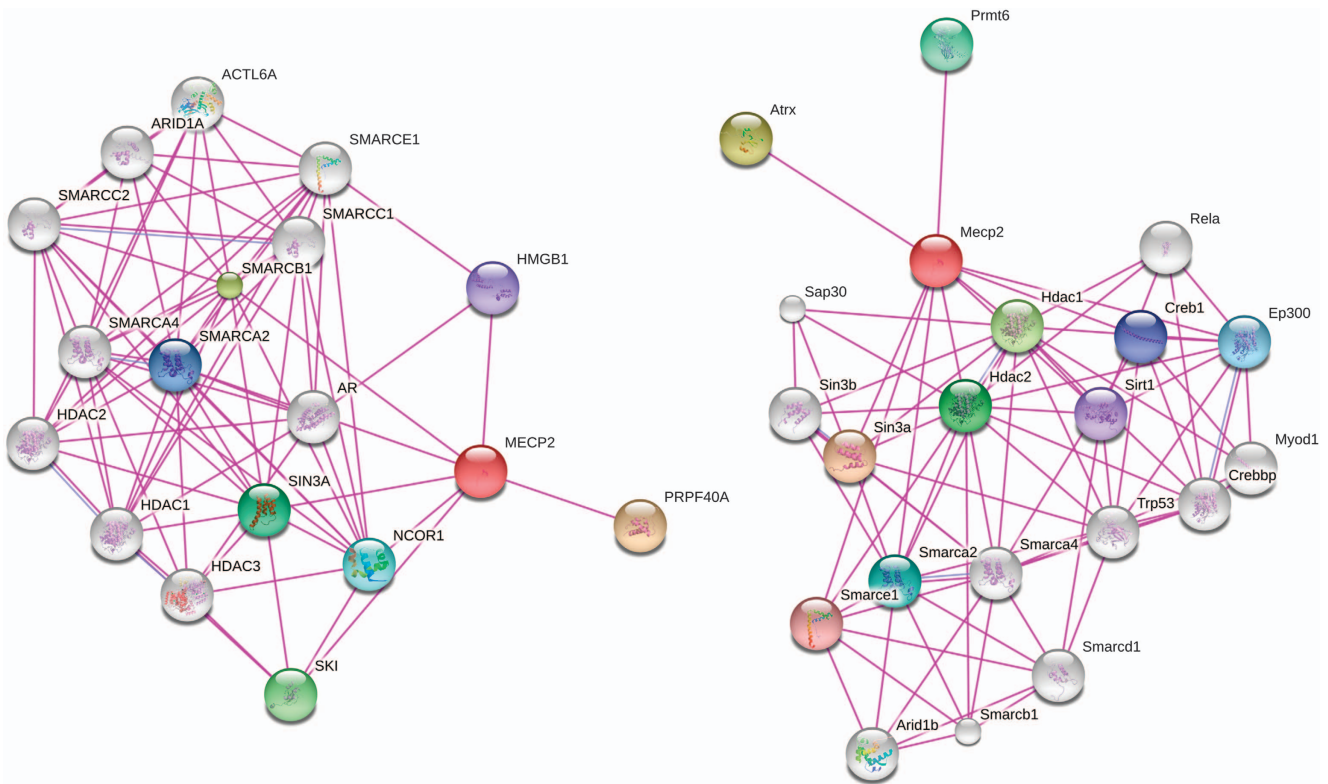 ACTL6A
ARID1A
SMARCE1
SMARCC2
SMARCC1
HMGB1
SMARCB1
SMARCA4
SMARCA2
AR
HDAC2
MECP2
SIN3A
HDAC1
PRPF40A
NCOR1
HDAC3
SKI
Prmt6
Atrx
Rela
Mecp2
Sap30
Hdac1
Creb1
Ep300
Hdac2
Sin3b
Sirt1
Sin3a
Myod1
Crebbp
Trp53
Smarca2
Smarca4
Smarce1
Smarcd1
Smarcb1
Arid1b